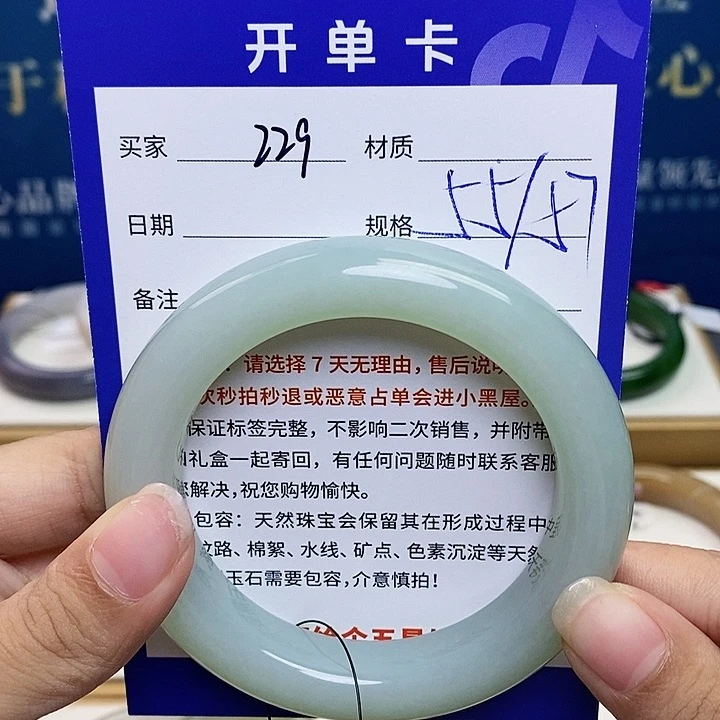 开单卡
买家 229 材质
日期 规格 55/57
备注
请选择7天无理由,售后说
秒拍秒退或恶意占单会进小黑屋。
保证标签完整，不影响二次销售，并附带
礼盒一起寄回，有任何问题随时联系客服
解决,祝您购物愉快。
包容：天然珠宝会保留其在形成过程中
纹路、棉絮、水线、矿点、色素沉淀等天然
玉石需要包容,介意慎拍!